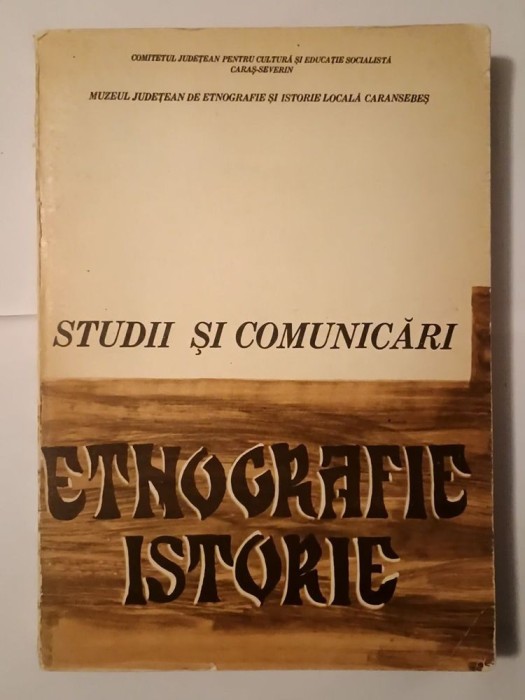 COMITETUL JUDEȚEAN PENTRU CULTURĂ ȘI EDUCAȚIE SOCIALISTĂ
CARAȘ-SEVERIN
MUZEUL JUDEȚEAN DE ETNOGRAFIE ȘI ISTORIE LOCALĂ CARANSEBEȘ
STUDII ȘI COMUNICĂRI
ETNOGRAFIE
ISTORIE